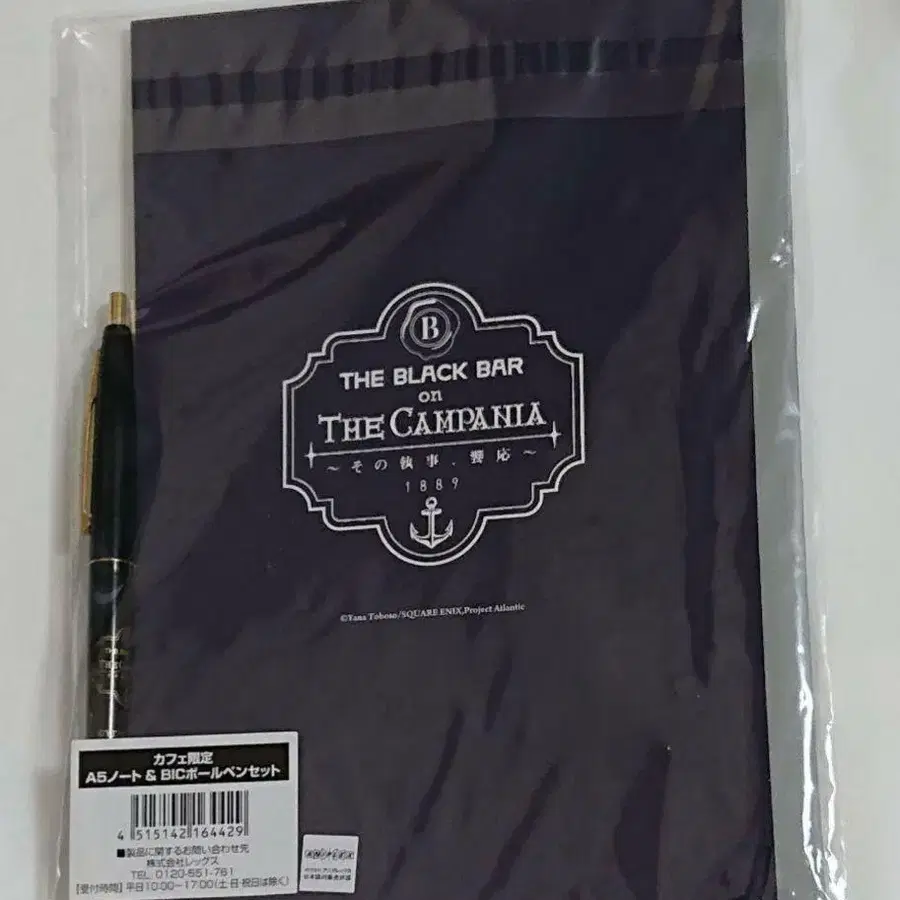 B
THE BLACK BAR
on
THE CAMPANIA
～その執事、饗応～
1889
©Yana Toboso/SQUARE ENIX,Project Atlantic
カフェ限定
A5ノート & BICボールペンセット
4 515142 164429
■製品に関するお問い合わせ先
株式会社レッグス
TEL 0120-551-761
【受付時間】平日10:00～17:00(土・日・祝日は除く)
ANIPLEX